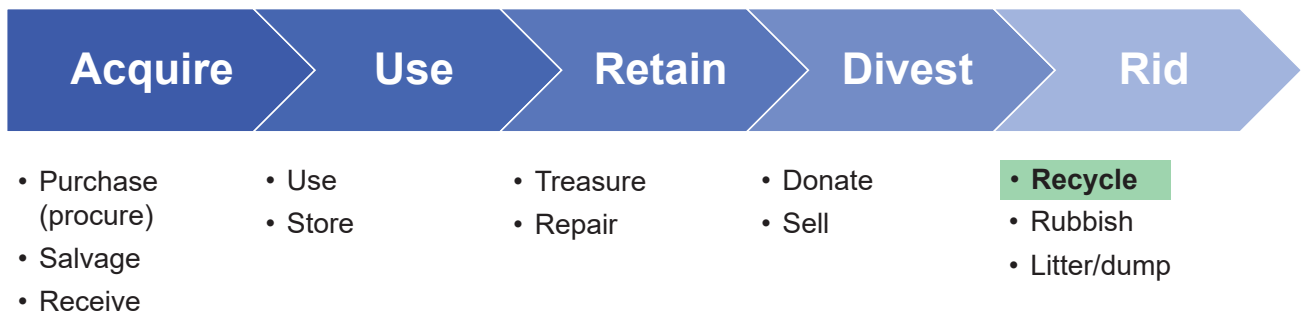 Acquire
Use
Retain
Divest
Rid
• Purchase
(procure)
• Salvage
• Receive
• Use
• Store
• Treasure
• Repair
• Donate
• Sell
• Recycle
• Rubbish
• Litter/dump